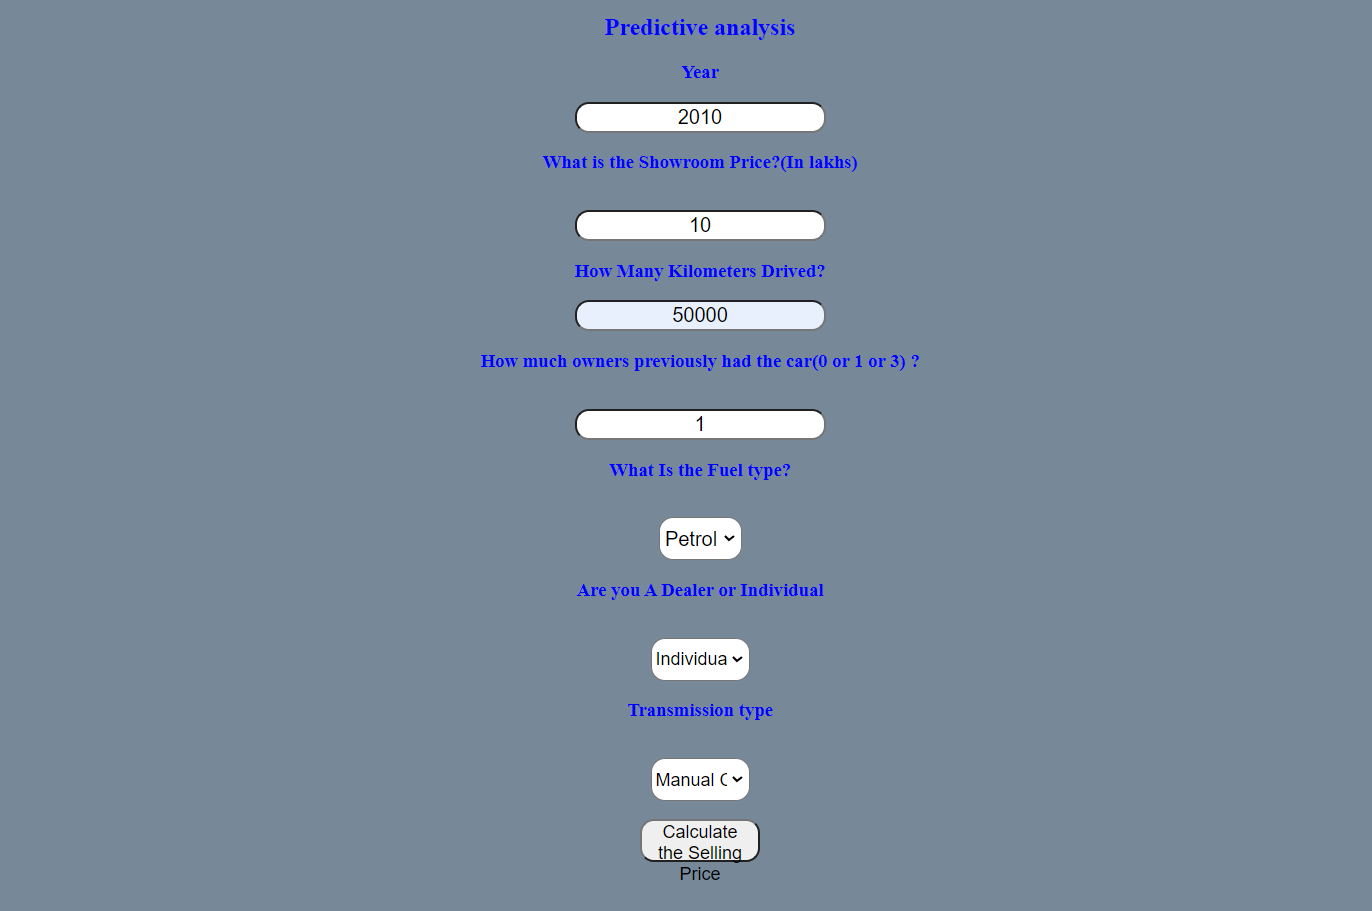 Predictive analysis
Year
2010
What is the Showroom Price?(In lakhs)
10
How Many Kilometers Drived?
50000
How much owners previously had the car(0 or 1 or 3) ?
1
What Is the Fuel type?
Petrol
Are you A Dealer or Individual
Individua
Transmission type
Manual C
Calculate
the Selling
Price